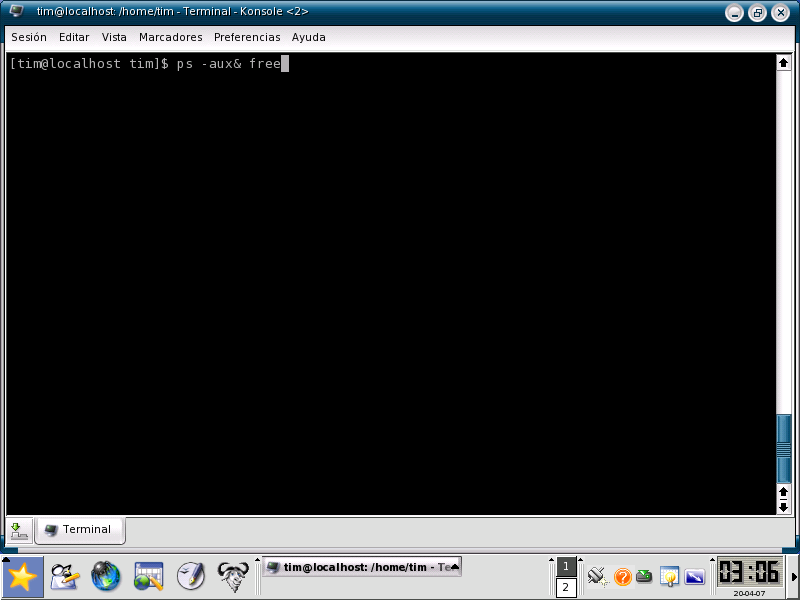 tim@localhost: /home/tim - Terminal - Konsole <2>
Sesión Editar Vista Marcadores Preferencias Ayuda
[tim@localhost tim]$ ps -aux& free
Terminal
tim@localhost: /home/tim - Te
1
2
03:06
20-04-07